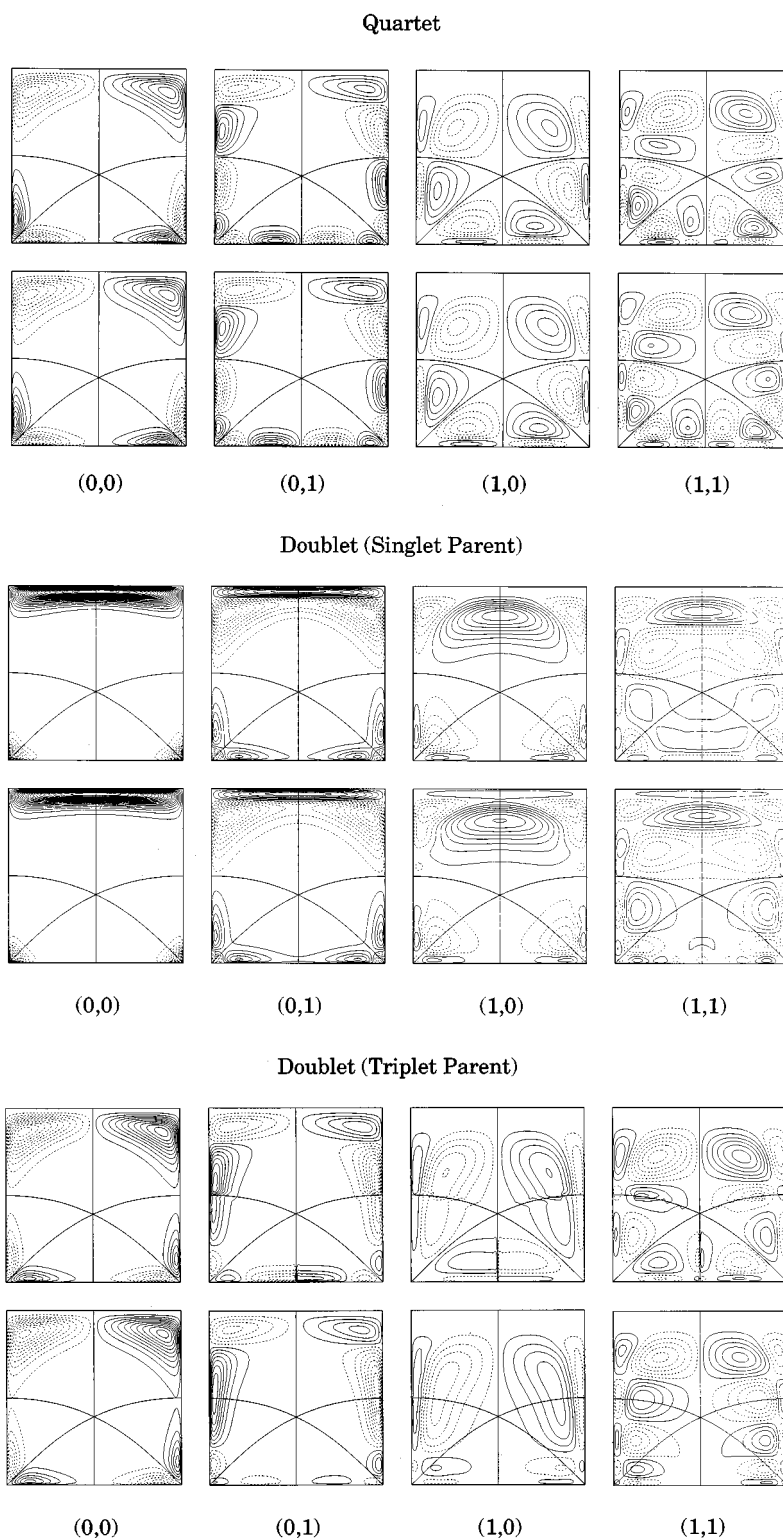 Quartet
(0,0) (0,1) (1,0) (1,1)
Doublet (Singlet Parent)
(0,0) (0,1) (1,0) (1,1)
Doublet (Triplet Parent)
(0,0) (0,1) (1,0) (1,1)